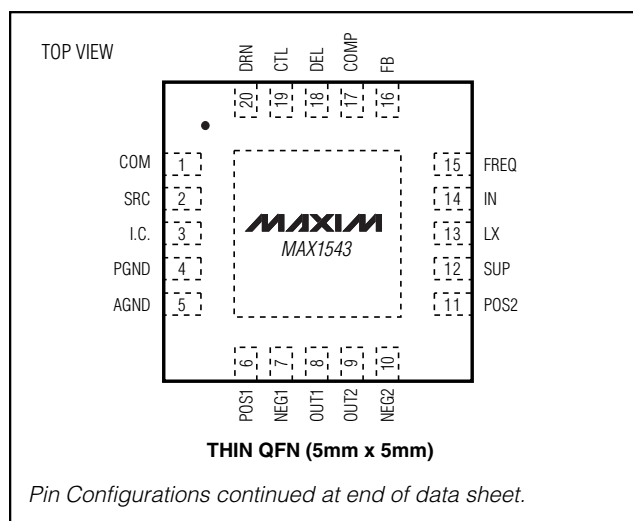 TOP VIEW
DRN
CTL
DEL
COMP
FB
20
19
18
17
16
COM 1
SRC 2
I.C. 3
PGND 4
AGND 5
15 FREQ
14 IN
13 LX
12 SUP
11 POS2
MAXIM
MAX1543
6
7
8
9
10
POS1
NEG1
OUT1
OUT2
NEG2
THIN QFN (5mm x 5mm)
Pin Configurations continued at end of data sheet.